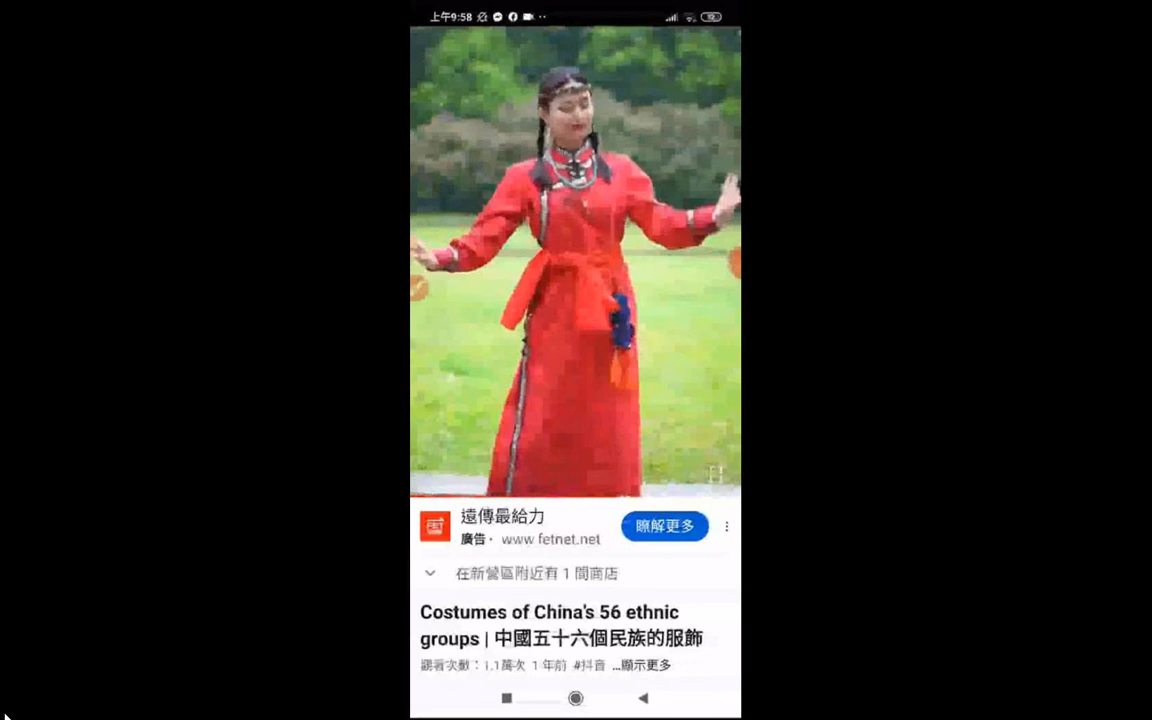 上午9:58
遠傳最給力
FET
瞭解更多
廣告・ www.fetnet.net
在新營區附近有 1 間商店
Costumes of China's 56 ethnic
groups | 中國五十六個民族的服飾
觀看次數：1.1萬次 1 年前 #抖音 ...顯示更多